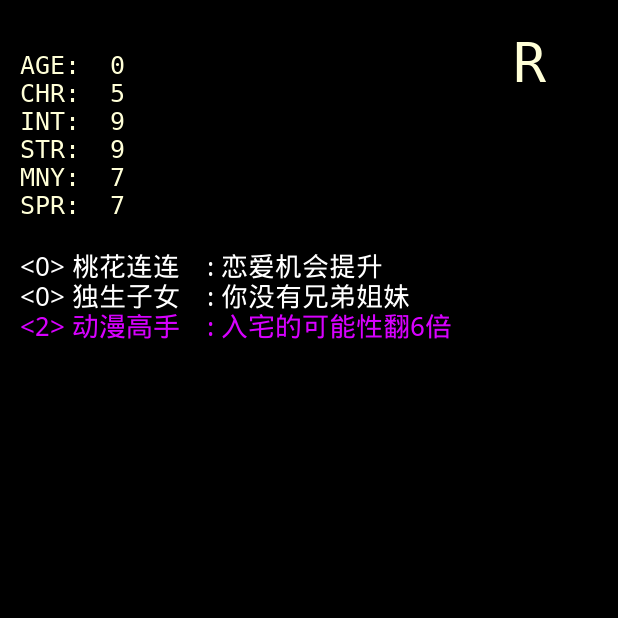 R
AGE: 0
CHR: 5
INT: 9
STR: 9
MNY: 7
SPR: 7
<O> 桃花连连 :恋爱机会提升
<O> 独生子女 :你没有兄弟姐妹
<2> 动漫高手 :入宅的可能性翻6倍